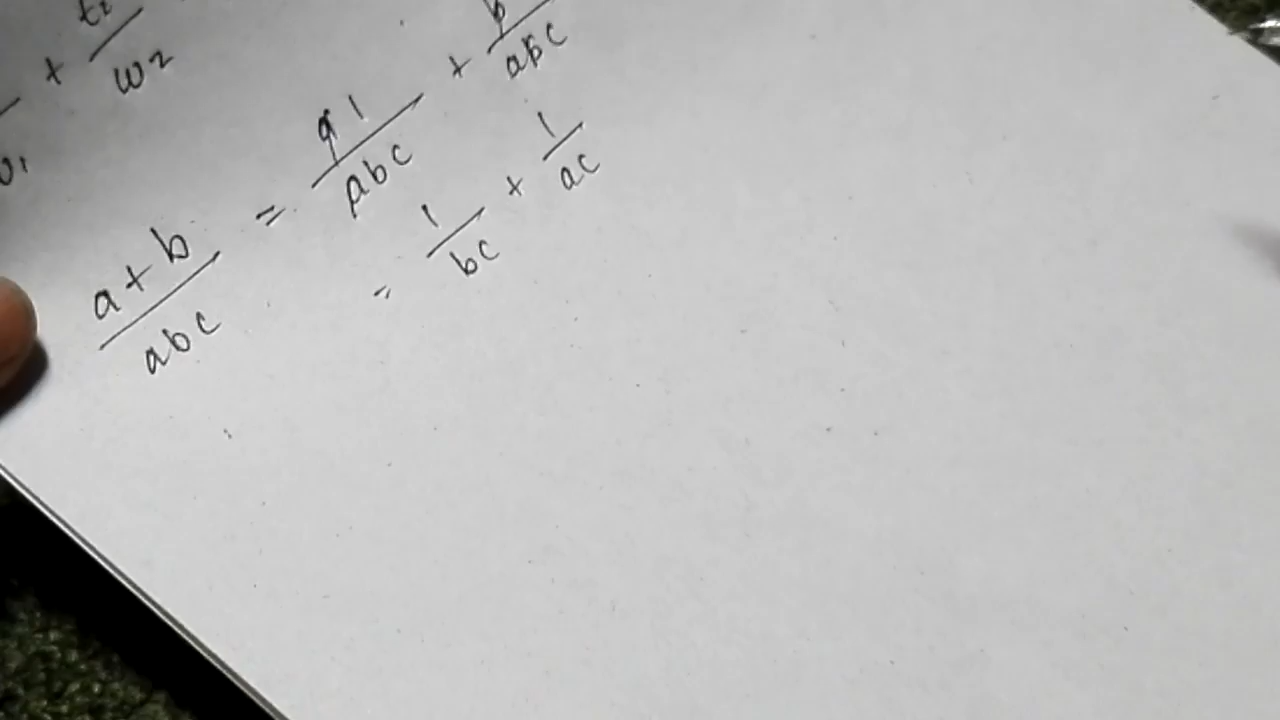 + t₂/w₂
(a+b)/abc = a1/abc + b/abc
= 1/bc + 1/ac